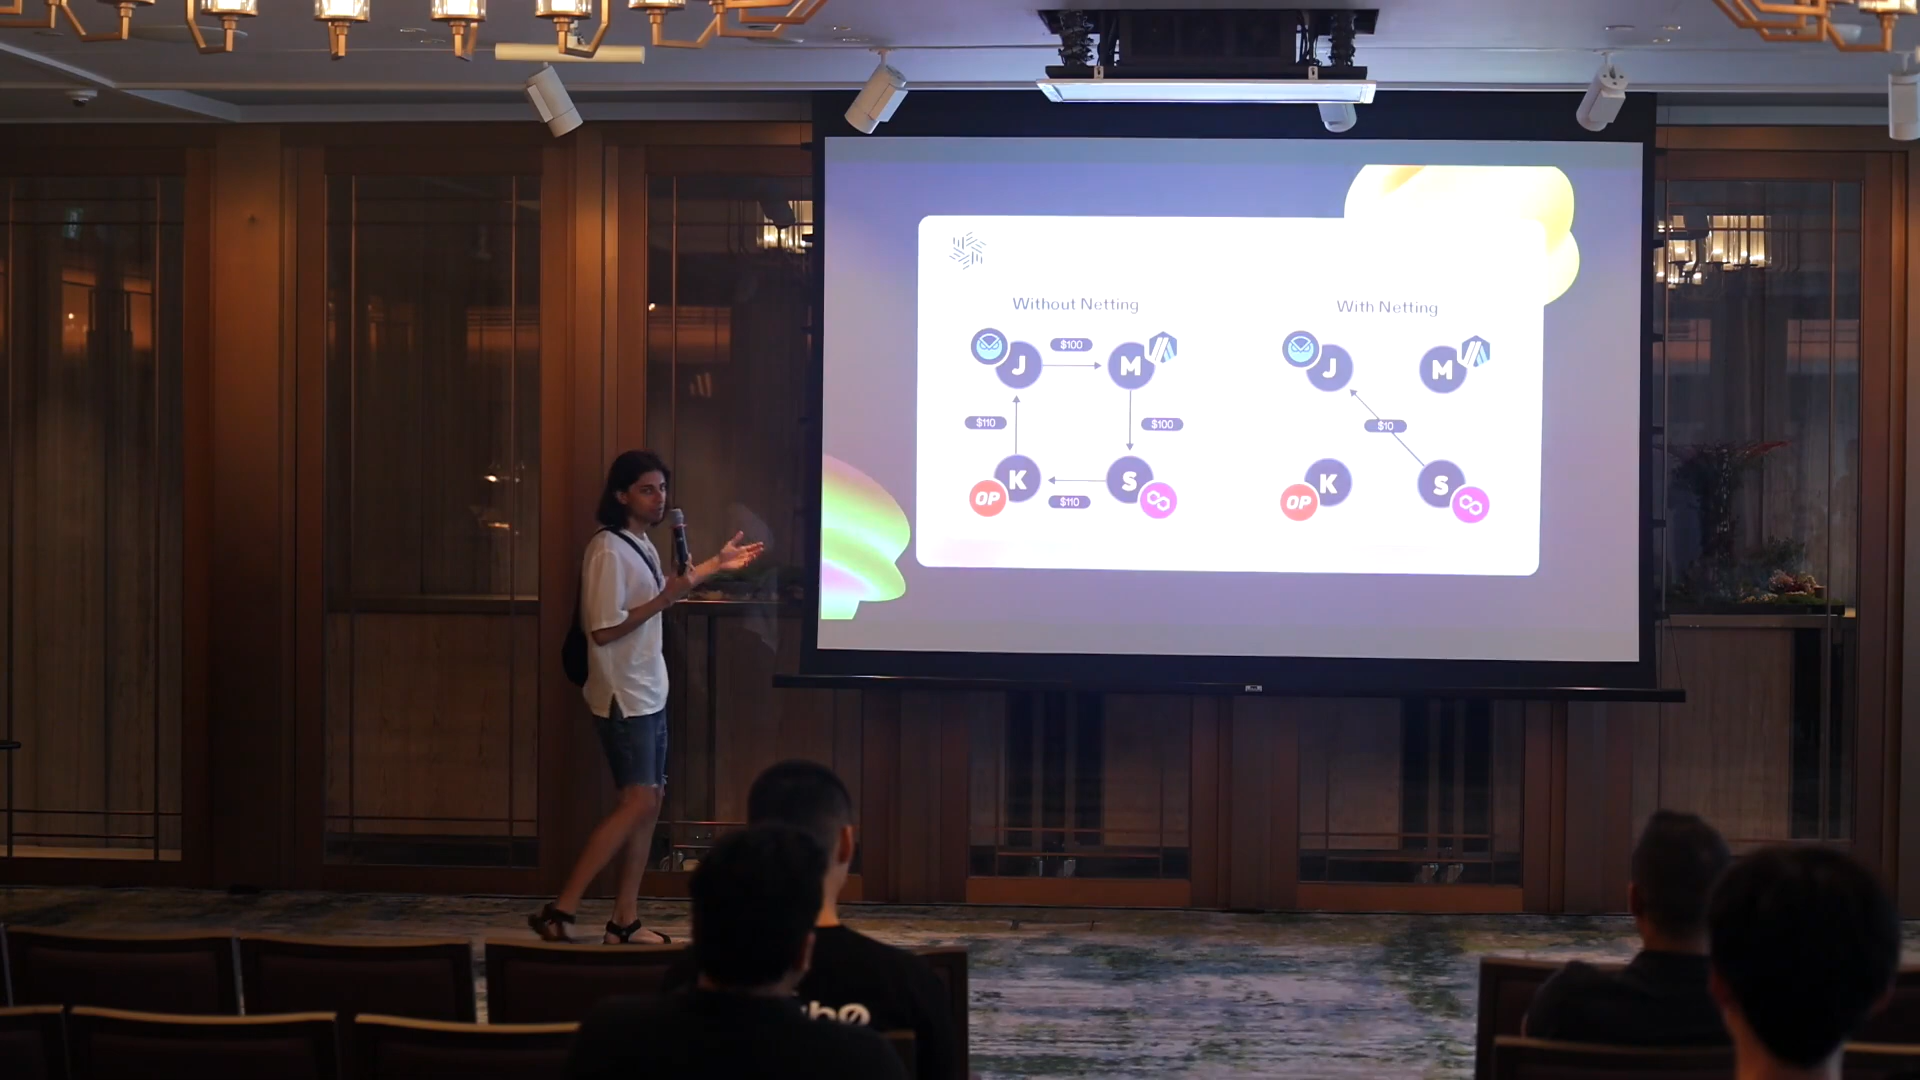 Without Netting
J
$100
M
$110
$100
K
OP
$110
S
With Netting
J
M
$10
K
OP
S